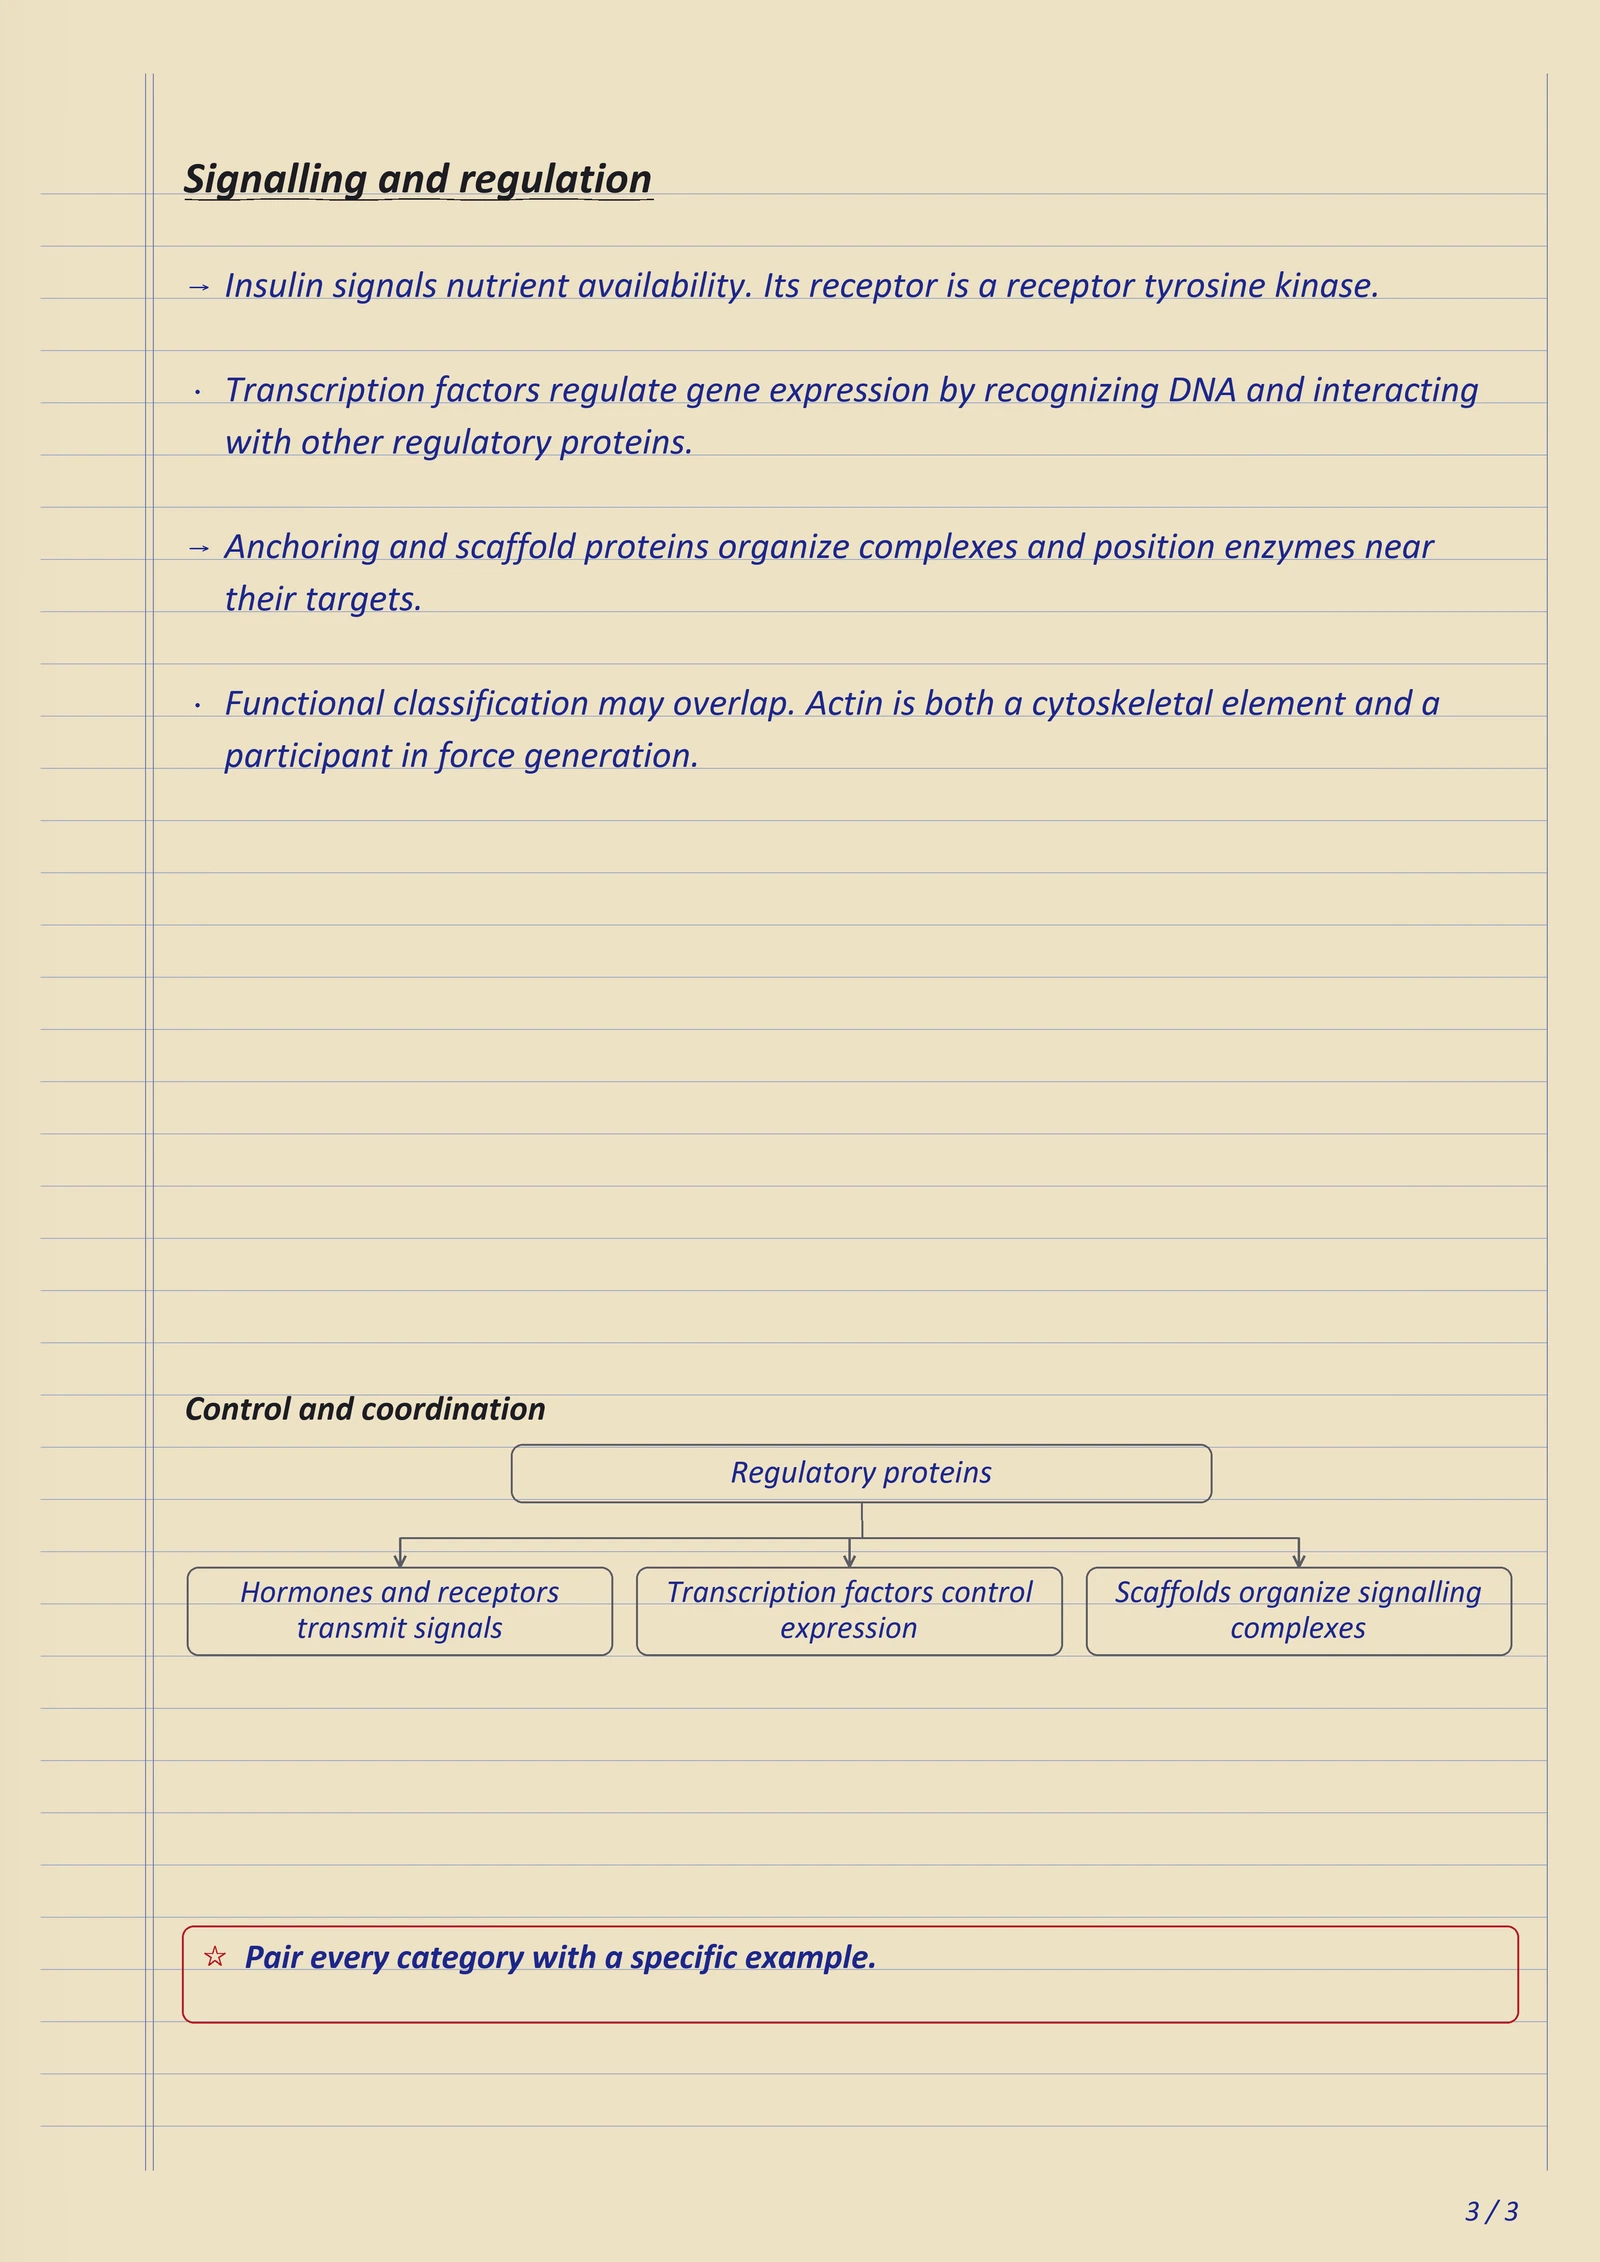 Signalling and regulation
→ Insulin signals nutrient availability. Its receptor is a receptor tyrosine kinase.
· Transcription factors regulate gene expression by recognizing DNA and interacting
with other regulatory proteins.
→ Anchoring and scaffold proteins organize complexes and position enzymes near
their targets.
· Functional classification may overlap. Actin is both a cytoskeletal element and a
participant in force generation.
Control and coordination
Regulatory proteins
Hormones and receptors
transmit signals
Transcription factors control
expression
Scaffolds organize signalling
complexes
☆ Pair every category with a specific example.
3 / 3